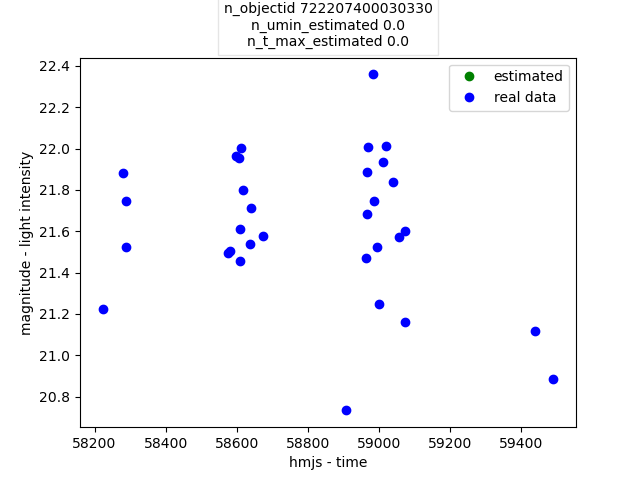 n_objectid 722207400030330
n_umin_estimated 0.0
n_t_max_estimated 0.0
estimated
real data
magnitude - light intensity
22.4
22.2
22.0
21.8
21.6
21.4
21.2
21.0
20.8
58200 58400 58600 58800 59000 59200 59400
hmjs - time